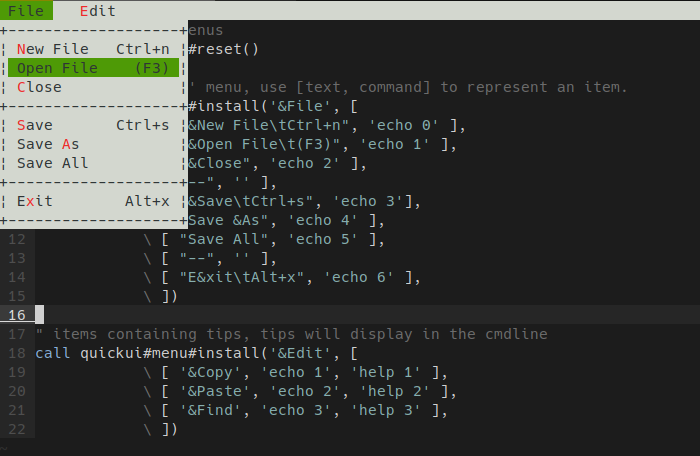 File Edit
+-------------------+enus
¦ New File   Ctrl+n ¦#reset()
¦ Open File    (F3) ¦
¦ Close             ¦' menu, use [text, command] to represent an item.
+-------------------+#install('&File', [
¦ Save       Ctrl+s ¦&New File\tCtrl+n", 'echo 0' ],
¦ Save As           ¦&Open File\t(F3)", 'echo 1' ],
¦ Save All          ¦&Close", 'echo 2' ],
+-------------------+--", '' ],
¦ Exit        Alt+x ¦&Save\tCtrl+s", 'echo 3'],
+-------------------+Save &As", 'echo 4' ],
12 \ [ "Save All", 'echo 5' ],
13 \ [ "--", '' ],
14 \ [ "E&xit\tAlt+x", 'echo 6' ],
15 \ ])
16
17 " items containing tips, tips will display in the cmdline
18 call quickui#menu#install('&Edit', [
19 \ [ '&Copy', 'echo 1', 'help 1' ],
20 \ [ '&Paste', 'echo 2', 'help 2' ],
21 \ [ '&Find', 'echo 3', 'help 3' ],
22 \ ])
~